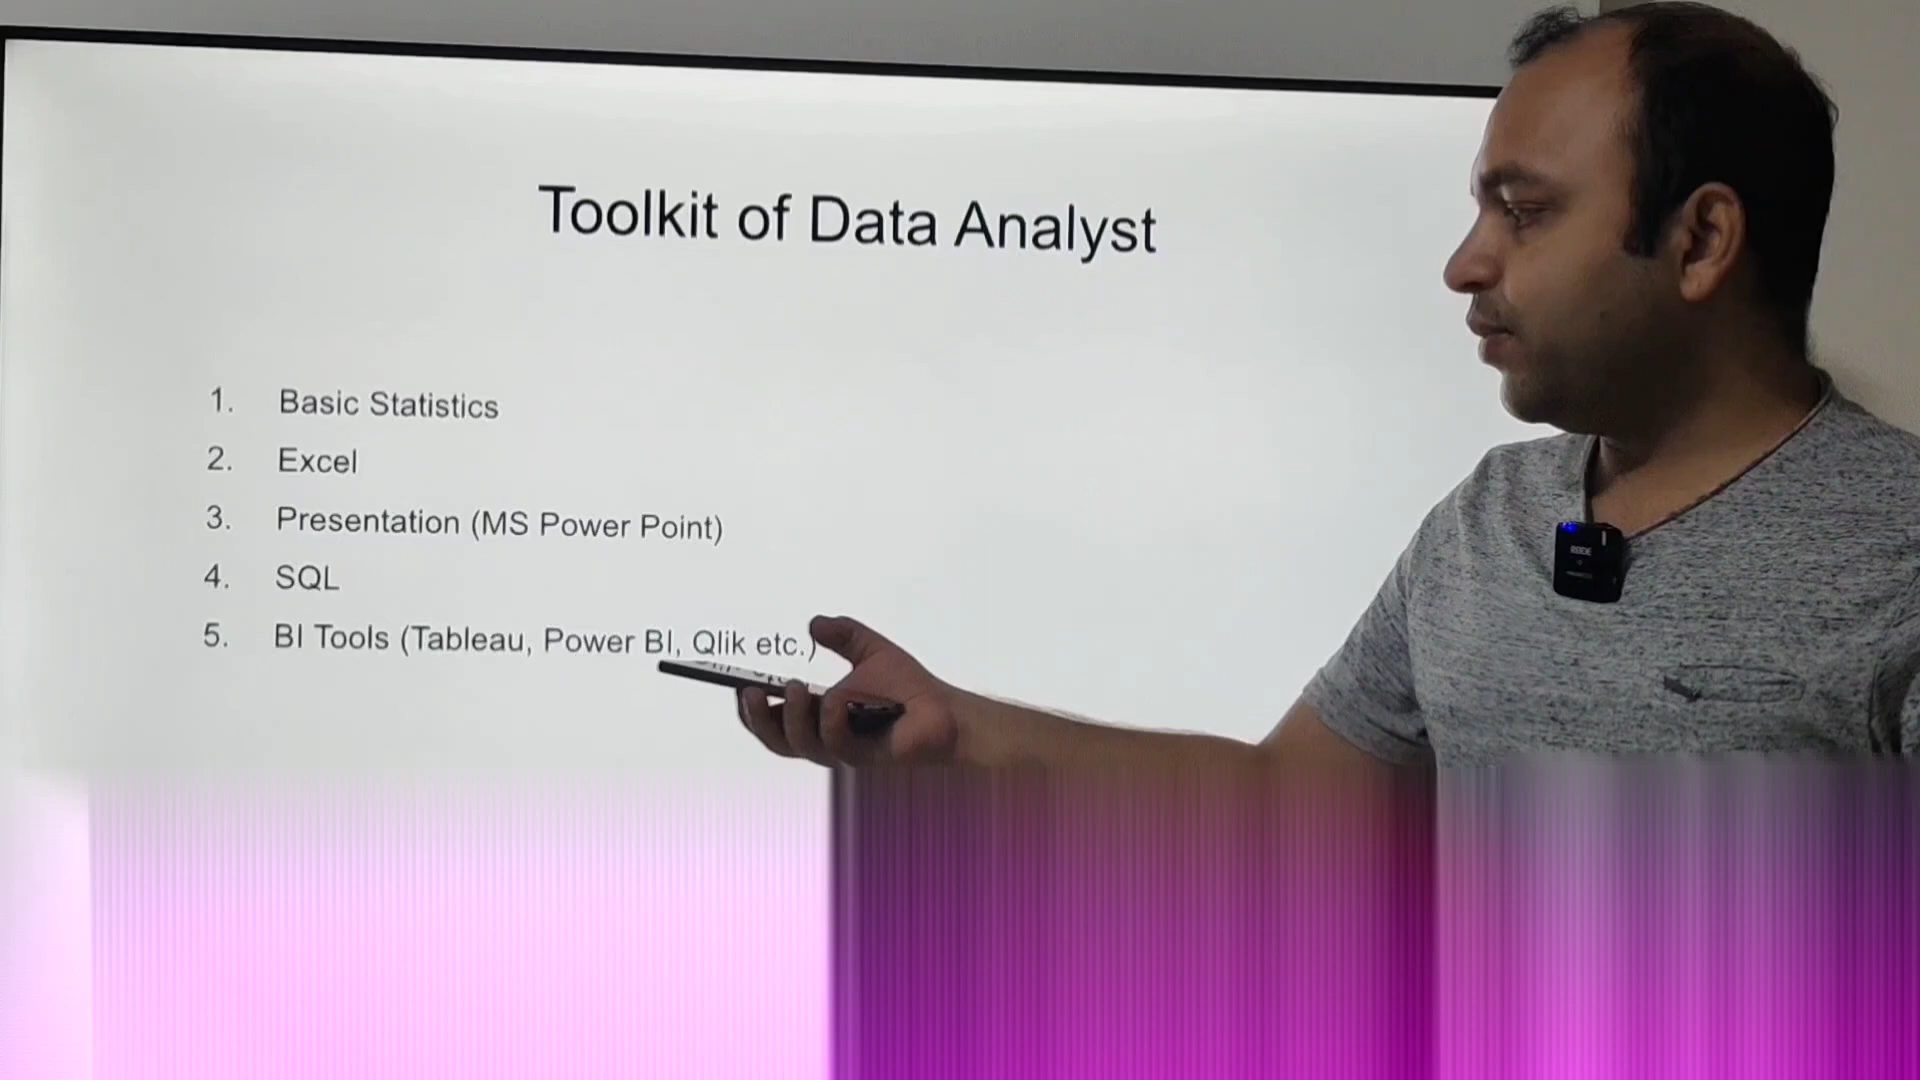 Toolkit of Data Analyst
1. Basic Statistics
2. Excel
3. Presentation (MS Power Point)
4. SQL
5. BI Tools (Tableau, Power BI, Qlik etc.)
RODE